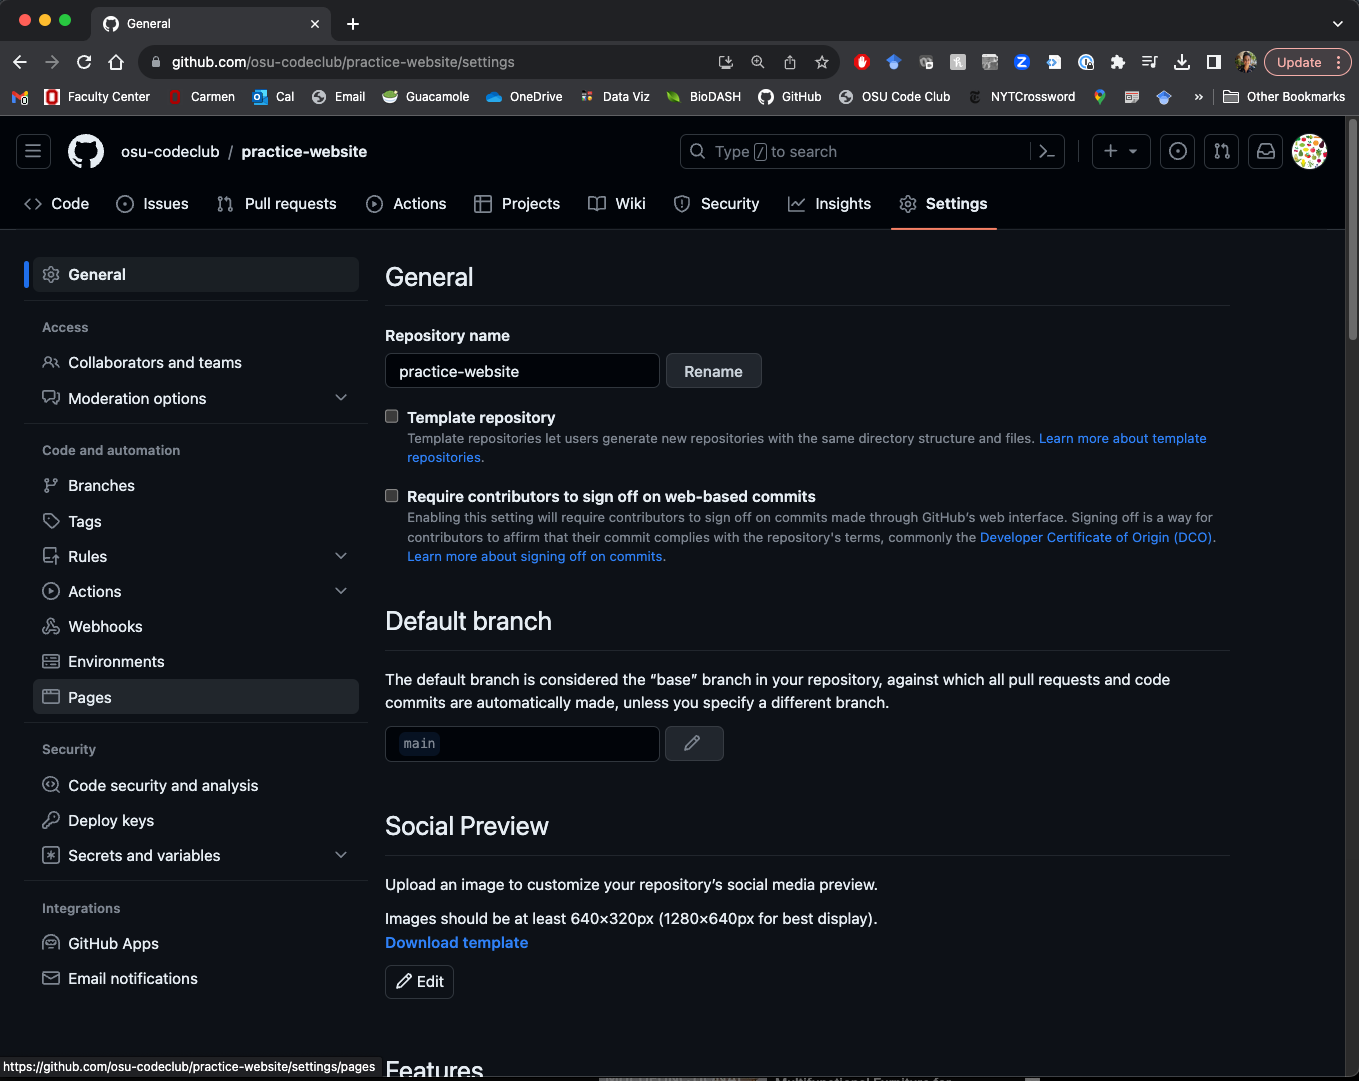 General
github.com/osu-codeclub/practice-website/settings
Update
Faculty Center
Carmen
Cal
Email
Guacamole
OneDrive
Data Viz
BioDASH
GitHub
OSU Code Club
NYTCrossword
»
Other Bookmarks
osu-codeclub / practice-website
Type / to search
Code
Issues
Pull requests
Actions
Projects
Wiki
Security
Insights
Settings
General
Access
Collaborators and teams
Moderation options
Code and automation
Branches
Tags
Rules
Actions
Webhooks
Environments
Pages
Security
Code security and analysis
Deploy keys
Secrets and variables
Integrations
GitHub Apps
Email notifications
General
Repository name
practice-website
Rename
Template repository
Template repositories let users generate new repositories with the same directory structure and files. Learn more about template
repositories.
Require contributors to sign off on web-based commits
Enabling this setting will require contributors to sign off on commits made through GitHub’s web interface. Signing off is a way for
contributors to affirm that their commit complies with the repository's terms, commonly the Developer Certificate of Origin (DCO).
Learn more about signing off on commits.
Default branch
The default branch is considered the “base” branch in your repository, against which all pull requests and code
commits are automatically made, unless you specify a different branch.
main
Social Preview
Upload an image to customize your repository’s social media preview.
Images should be at least 640×320px (1280×640px for best display).
Download template
Edit
Features
https://github.com/osu-codeclub/practice-website/settings/pages